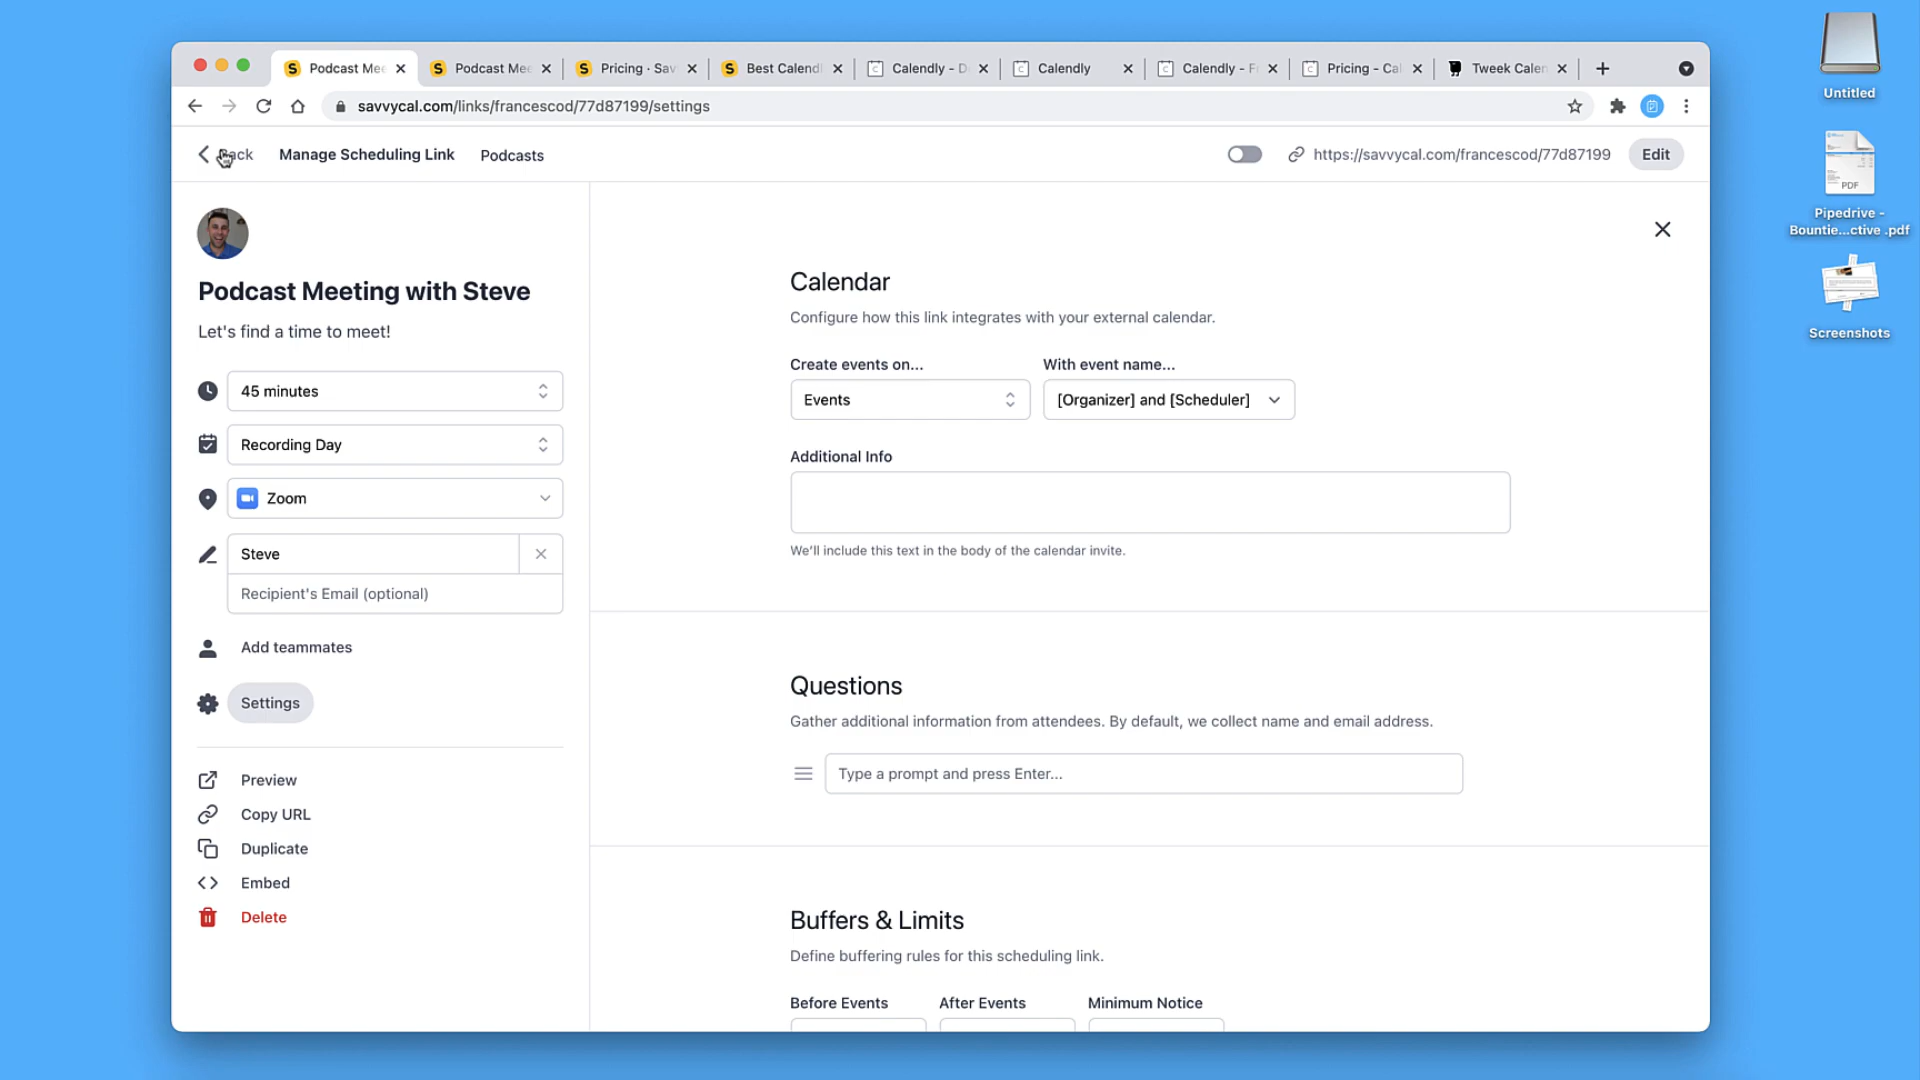 Podcast Mee
Podcast Mee
Pricing · Sav
Best Calend
Calendly - D
Calendly
Calendly - F
Pricing - Cal
Tweek Calen
savvycal.com/links/francescod/77d87199/settings
Back
Manage Scheduling Link
Podcasts
https://savvycal.com/francescod/77d87199
Edit
Podcast Meeting with Steve
Let's find a time to meet!
45 minutes
Recording Day
Zoom
Steve
Recipient's Email (optional)
Add teammates
Settings
Preview
Copy URL
Duplicate
Embed
Delete
Calendar
Configure how this link integrates with your external calendar.
Create events on...
With event name...
Events
[Organizer] and [Scheduler]
Additional Info
We'll include this text in the body of the calendar invite.
Questions
Gather additional information from attendees. By default, we collect name and email address.
Type a prompt and press Enter...
Buffers & Limits
Define buffering rules for this scheduling link.
Before Events
After Events
Minimum Notice
Untitled
PDF
Pipedrive -
Bountie...ctive .pdf
Screenshots